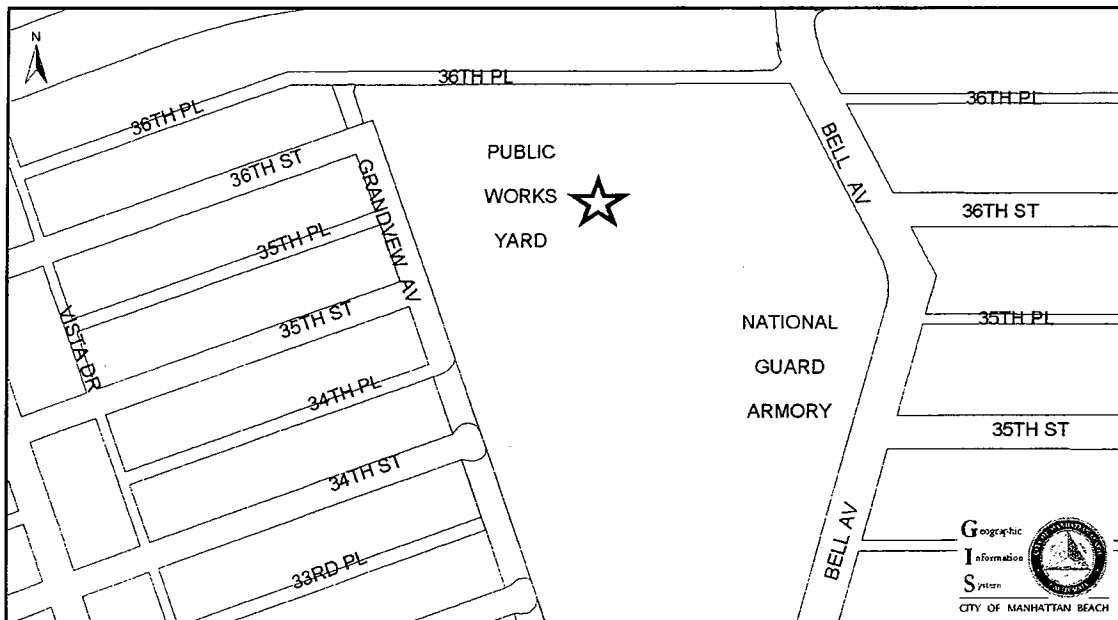 N
36TH PL
36TH PL
36TH PL
36TH ST
GRANDVEW AV
35TH PL
35TH ST
VISTA DR
34TH PL
34TH ST
33RD PL
PUBLIC
WORKS
YARD
BELL AV
36TH ST
NATIONAL
GUARD
ARMORY
35TH PL
35TH ST
BELL AV
Geographic
Information
System
CITY OF MANHATTAN BEACH